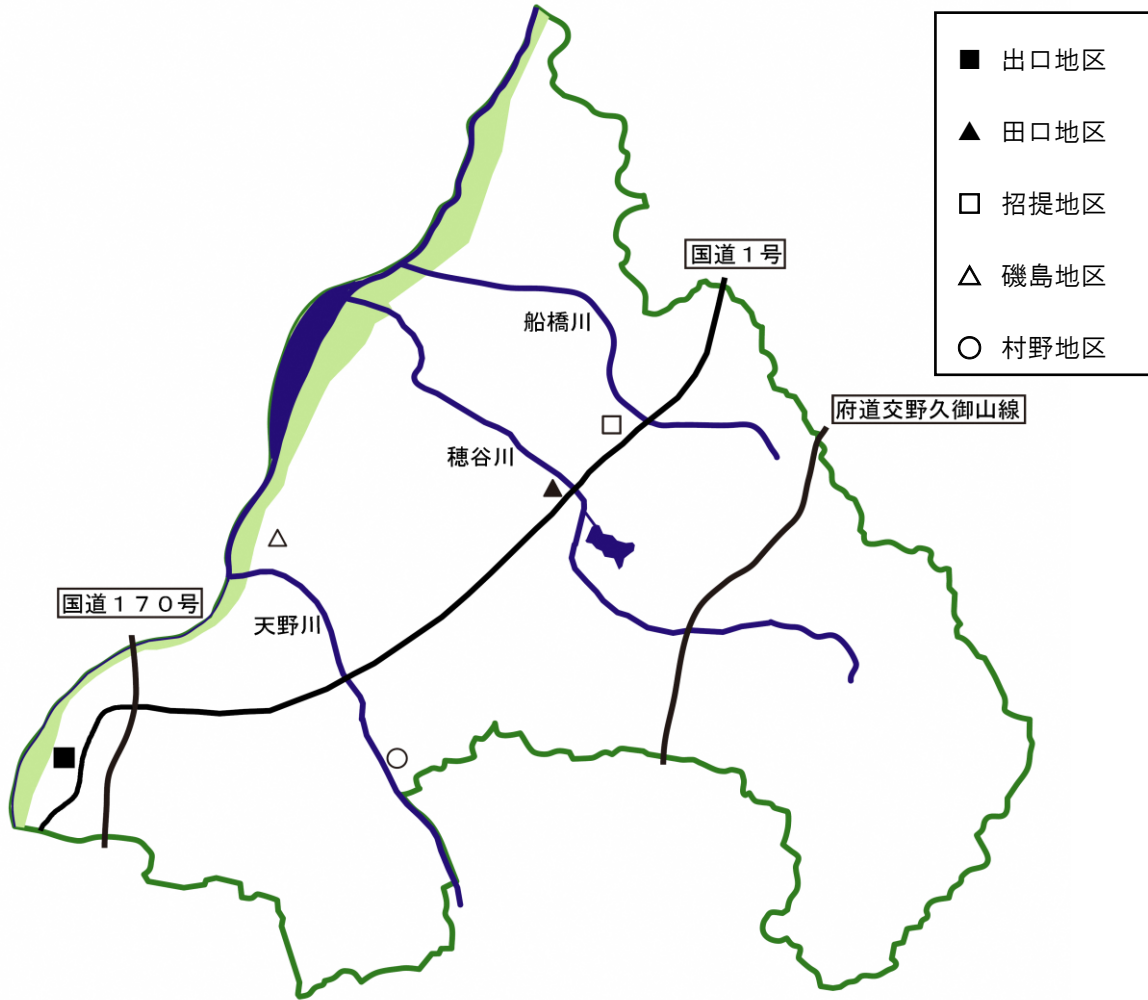 出口地区
田口地区
招提地区
磯島地区
村野地区
国道１号
船橋川
府道交野久御山線
穂谷川
国道１７０号
天野川